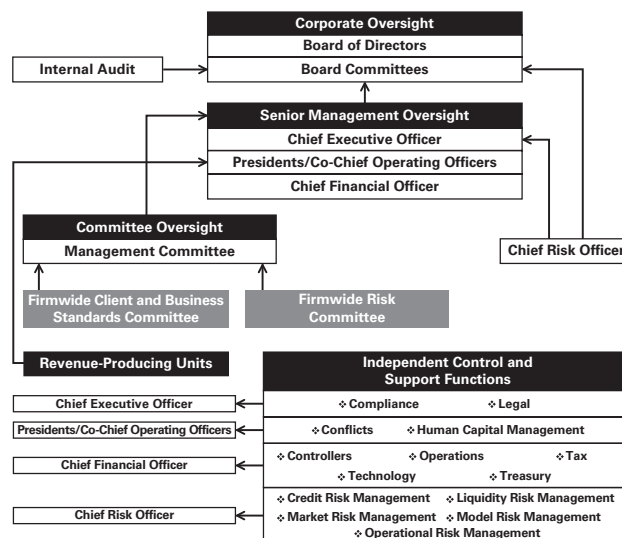 Corporate Oversight
Board of Directors
Internal Audit
Board Committees
Senior Management Oversight
Chief Executive Officer
Presidents/Co-Chief Operating Officers
Chief Financial Officer
Committee Oversight
Management Committee
Chief Risk Officer
Firmwide Client and Business
Standards Committee
Firmwide Risk
Committee
Revenue-Producing Units
Independent Control and
Support Functions
Chief Executive Officer
❖ Compliance ❖ Legal
Presidents/Co-Chief Operating Officers
❖ Conflicts ❖ Human Capital Management
Chief Financial Officer
❖ Controllers ❖ Operations ❖ Tax
❖ Technology ❖ Treasury
Chief Risk Officer
❖ Credit Risk Management ❖ Liquidity Risk Management
❖ Market Risk Management ❖ Model Risk Management
❖ Operational Risk Management